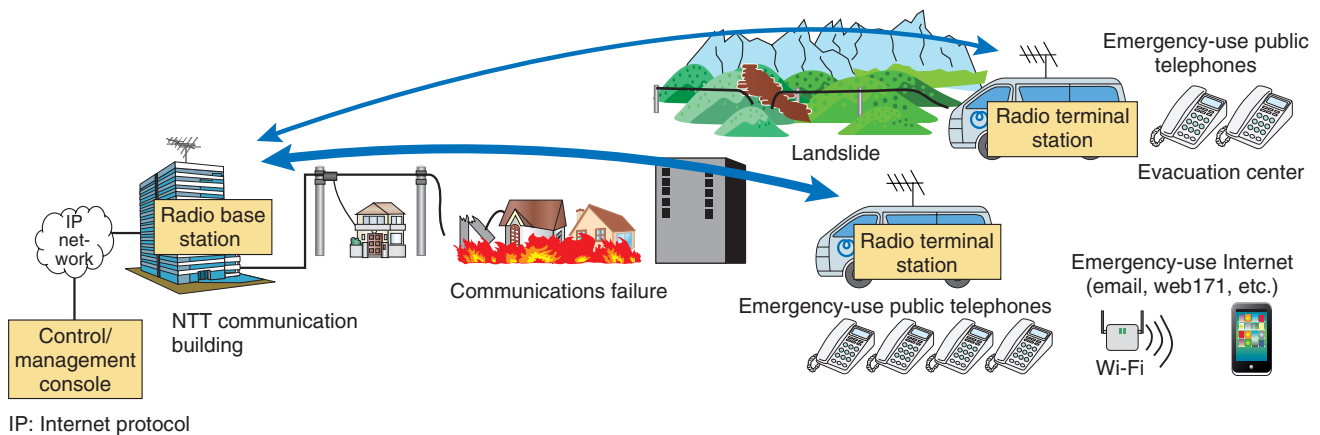 Emergency-use public
telephones
Radio terminal
station
Landslide
Evacuation center
Radio base
station
IP
net-
work
Radio terminal
station
Communications failure
Emergency-use Internet
(email, web171, etc.)
Emergency-use public telephones
NTT communication
building
Control/
management
console
Wi-Fi
IP: Internet protocol